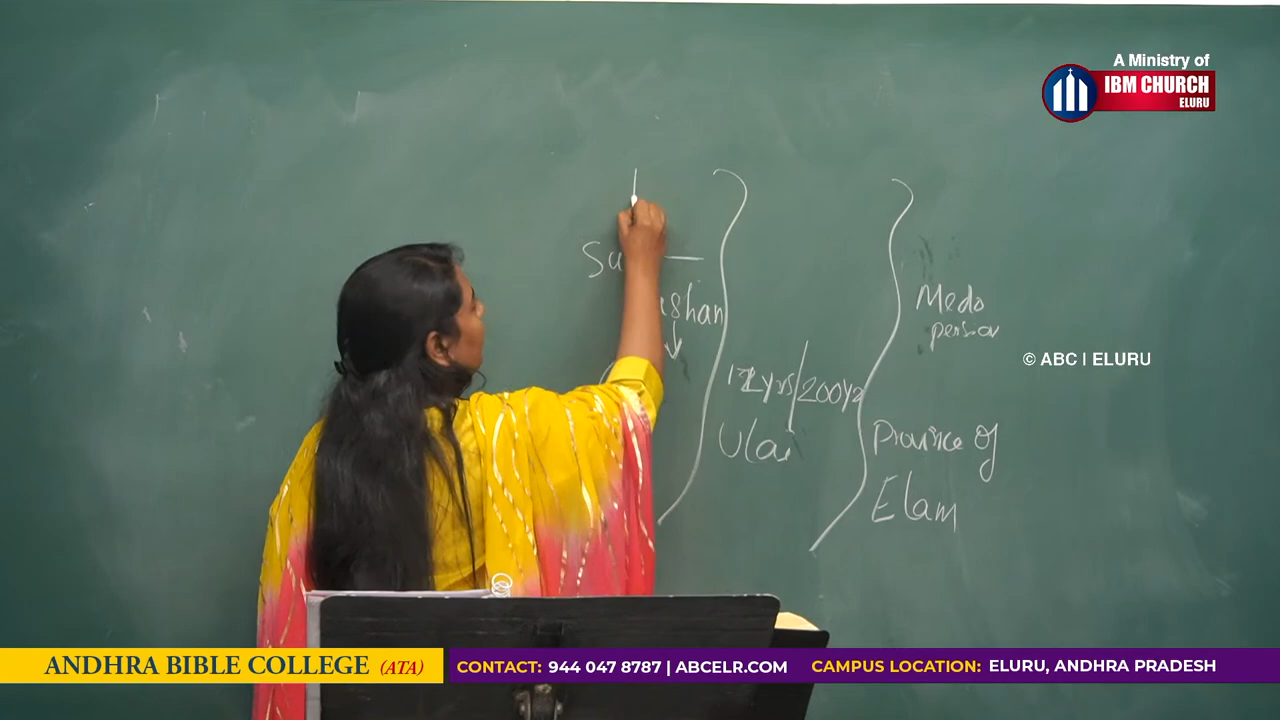 A Ministry of
IBM CHURCH
ELURU
Su
shan
Medo
12yrs/200yrs
Ulai
Province Of
Elam
© ABC | ELURU
ANDHRA BIBLE COLLEGE (ATA)
CONTACT: 944 047 8787 | ABCELR.COM
CAMPUS LOCATION: ELURU, ANDHRA PRADESH